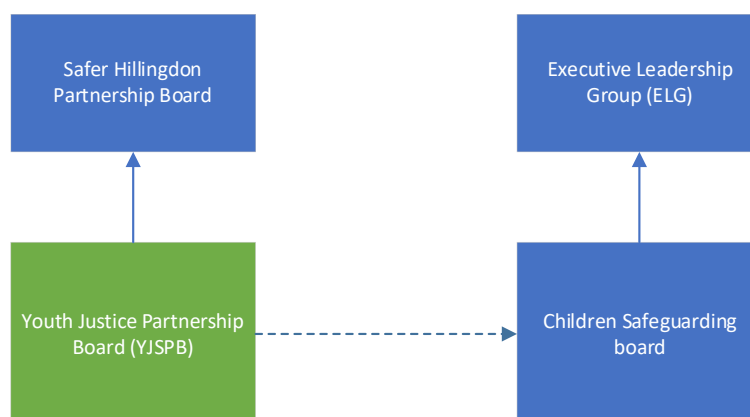 Safer Hillingdon
Partnership Board
Executive Leadership
Group (ELG)
Youth Justice Partnership
Board (YJSPB)
Children Safeguarding
board